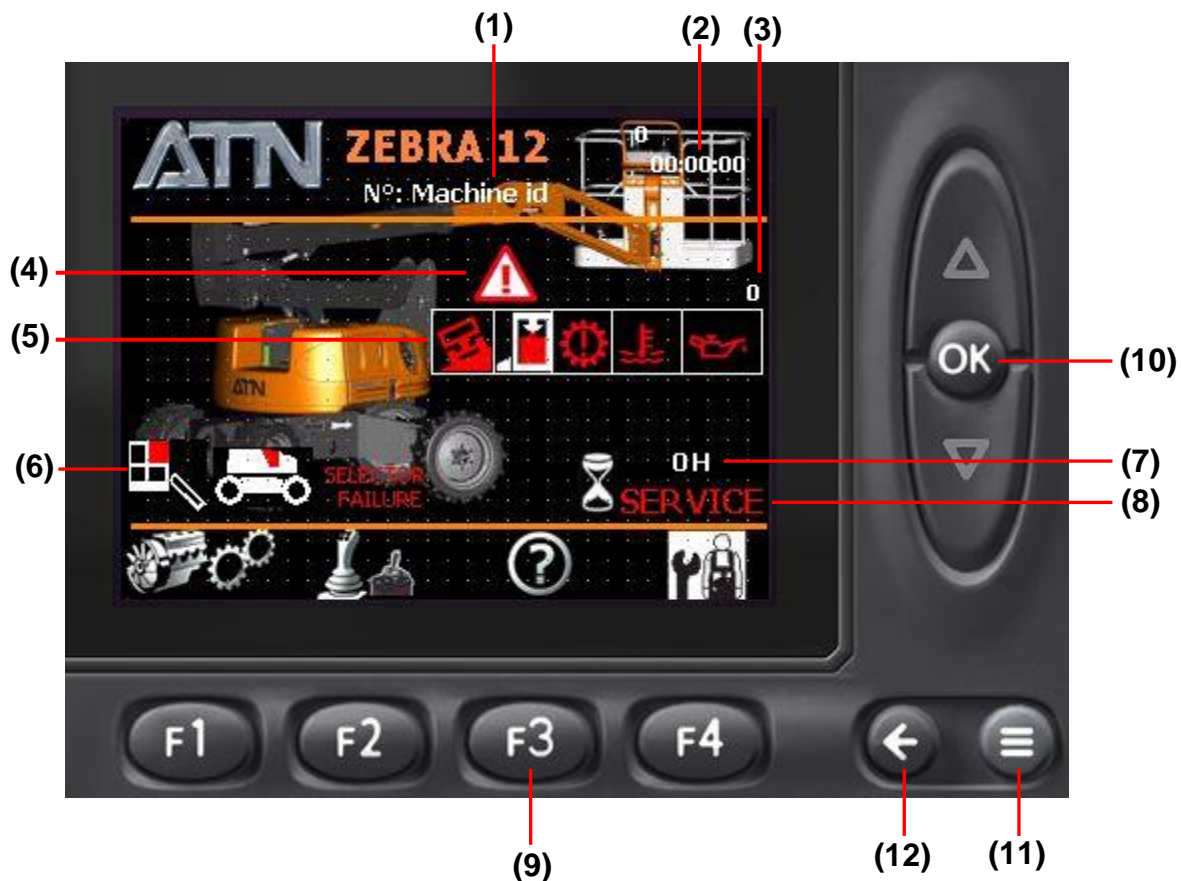 (1)
(2)
(3)
ATN
ZEBRA 12
0
00:00:00
Nº: Machine id
(4)
0
(5)
ATN
(10)
OK
(6)
SELECTOR
FAILURE
0H
(7)
SERVICE
(8)
?
F1
F2
F3
F4
(9)
(12)
(11)